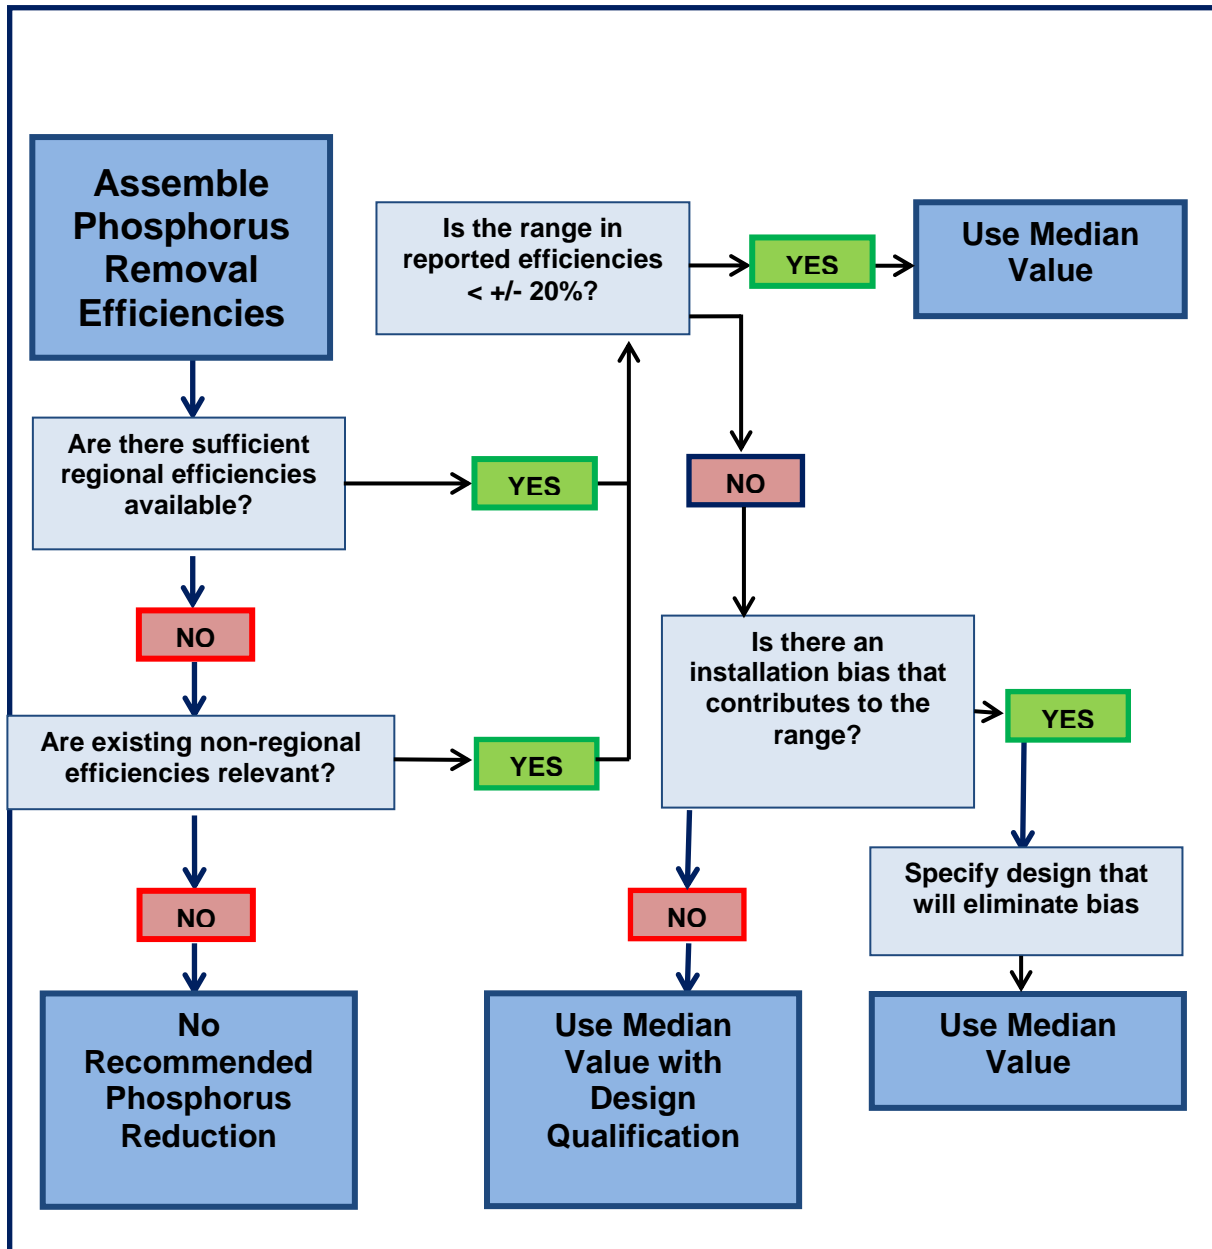 Assemble
Phosphorus
Removal
Efficiencies
Is the range in
reported efficiencies
< +/- 20%?
YES
Use Median
Value
Are there sufficient
regional efficiencies
available?
YES
NO
NO
Is there an
installation bias that
contributes to the
range?
YES
Are existing non-regional
efficiencies relevant?
YES
NO
NO
Specify design that
will eliminate bias
No
Recommended
Phosphorus
Reduction
Use Median
Value with
Design
Qualification
Use Median
Value